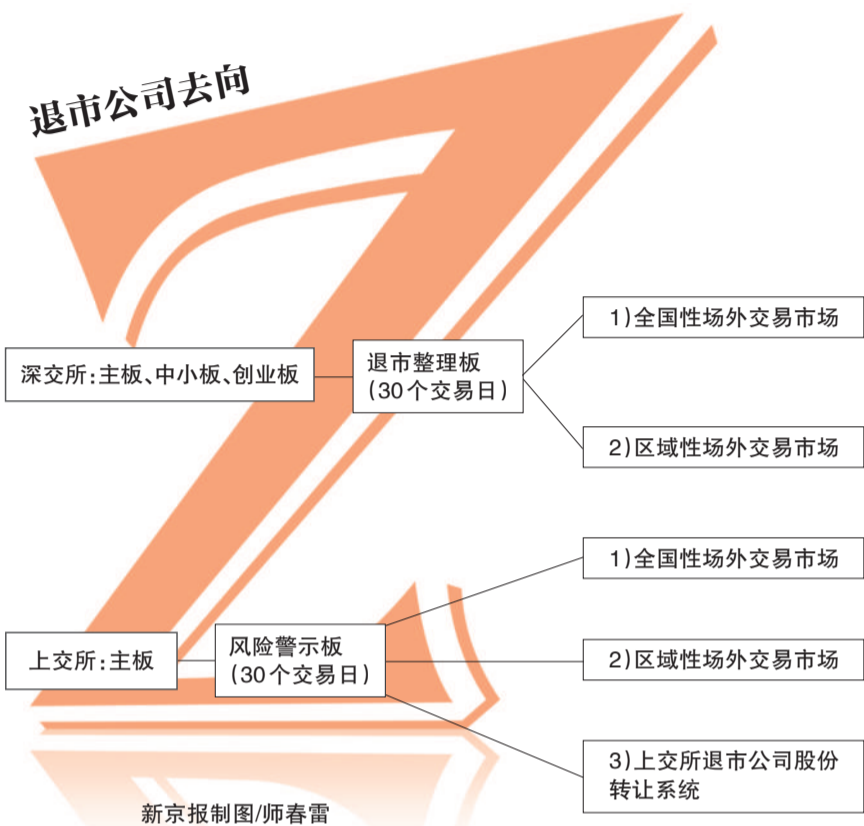 退市公司去向
1)全国性场外交易市场
深交所:主板、中小板、创业板
退市整理板
(30个交易日)
2)区域性场外交易市场
1)全国性场外交易市场
上交所:主板
风险警示板
(30个交易日)
2)区域性场外交易市场
3)上交所退市公司股份
转让系统
新京报制图/师春雷